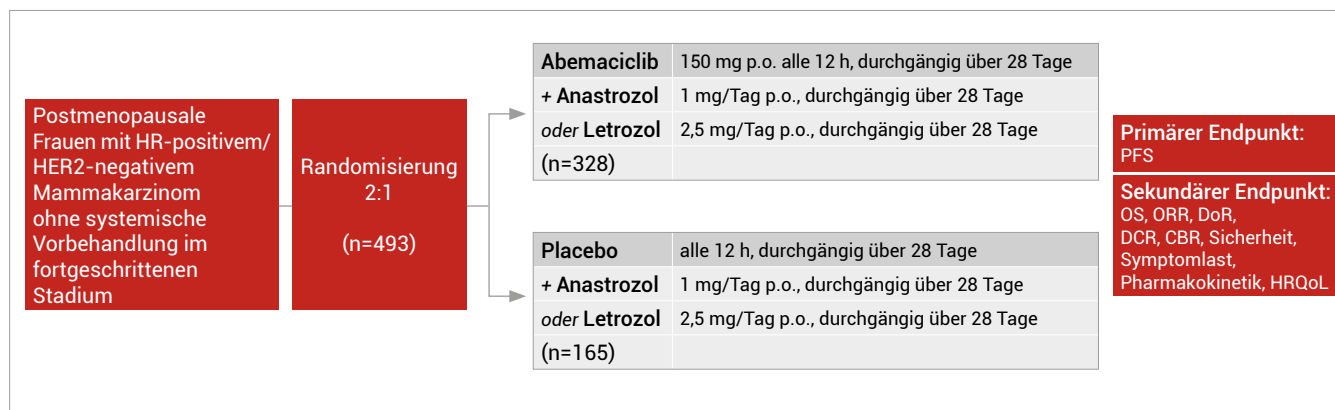 Postmenopausale
Frauen mit HR-positivem/
HER2-negativem
Mammakarzinom
ohne systemische
Vorbehandlung im
fortgeschrittenen
Stadium
Randomisierung
2:1
(n=493)
Abemaciclib 150 mg p.o. alle 12 h, durchgängig über 28 Tage
+ Anastrozol 1 mg/Tag p.o., durchgängig über 28 Tage
oder Letrozol 2,5 mg/Tag p.o., durchgängig über 28 Tage
(n=328)
Placebo alle 12 h, durchgängig über 28 Tage
+ Anastrozol 1 mg/Tag p.o., durchgängig über 28 Tage
oder Letrozol 2,5 mg/Tag p.o., durchgängig über 28 Tage
(n=165)
Primärer Endpunkt:
PFS
Sekundärer Endpunkt:
OS, ORR, DoR,
DCR, CBR, Sicherheit,
Symptomlast,
Pharmakokinetik, HRQoL